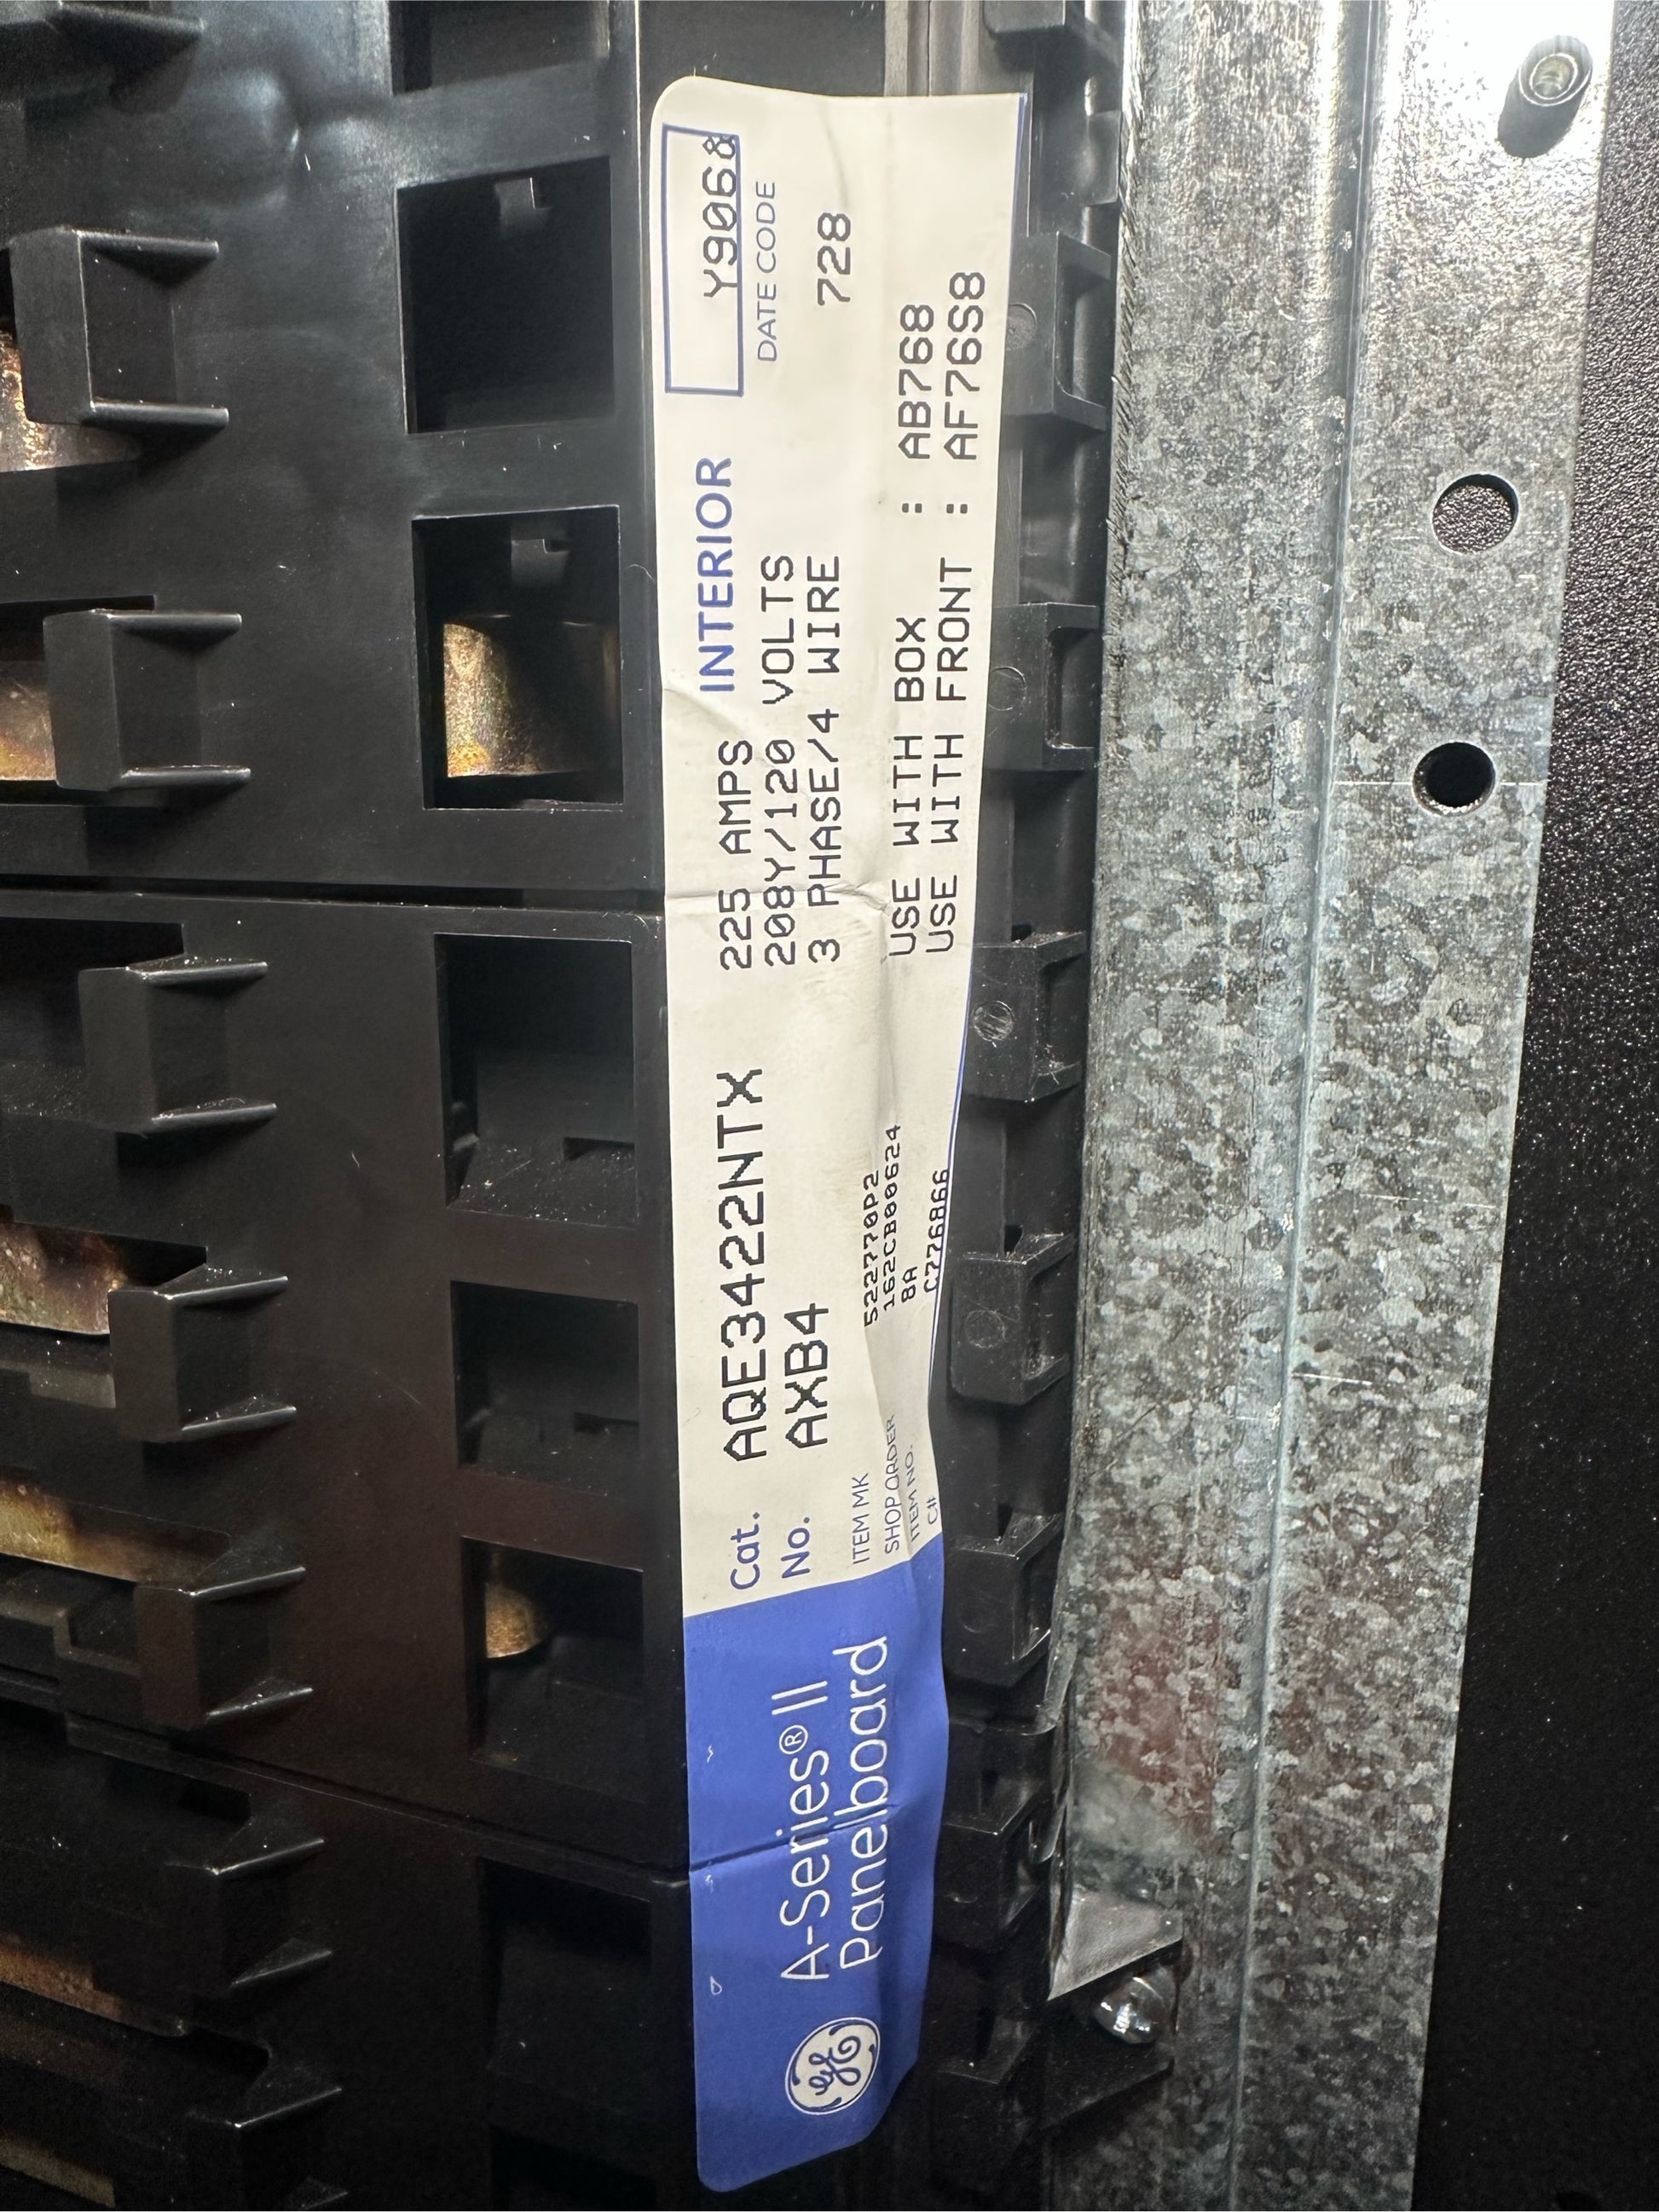 GE A-Series® II
Panelboard
Cat. AQE3422NTX
No. AXB4
ITEM MK 522770P2
SHOP ORDER 162CB00624
ITEM NO. 8A
C# C776866
225 AMPS INTERIOR
208Y/120 VOLTS
3 PHASE/4 WIRE
USE WITH BOX : AB768
USE WITH FRONT : AF76S8
Y9068
DATE CODE
728